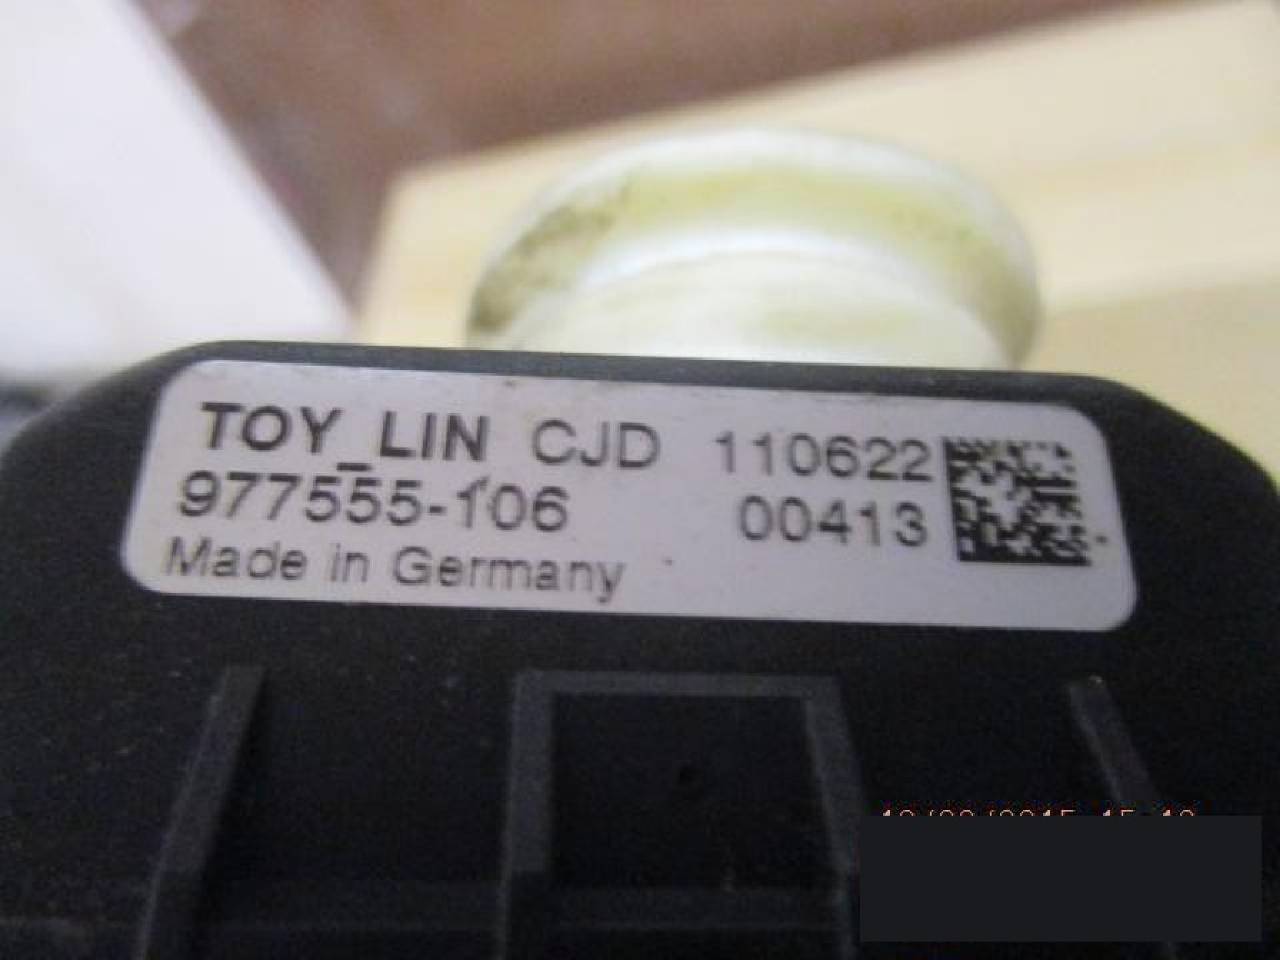 TOY_LIN CJD 110622
977555-106 00413
Made in Germany